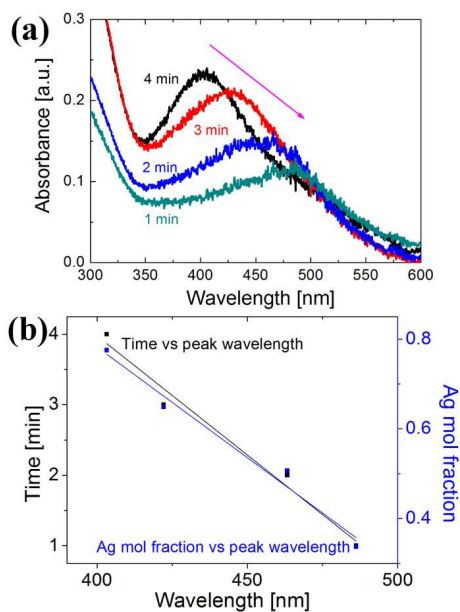 (a)
0.3
0.2
0.1
0.0
Absorbance [a.u.]
4 min
3 min
2 min
1 min
300 350 400 450 500 550 600
Wavelength [nm]
(b)
4
3
2
1
Time [min]
Time vs peak wavelength
Ag mol fraction vs peak wavelength
0.8
0.6
0.4
Ag mol fraction
400 450 500
Wavelength [nm]